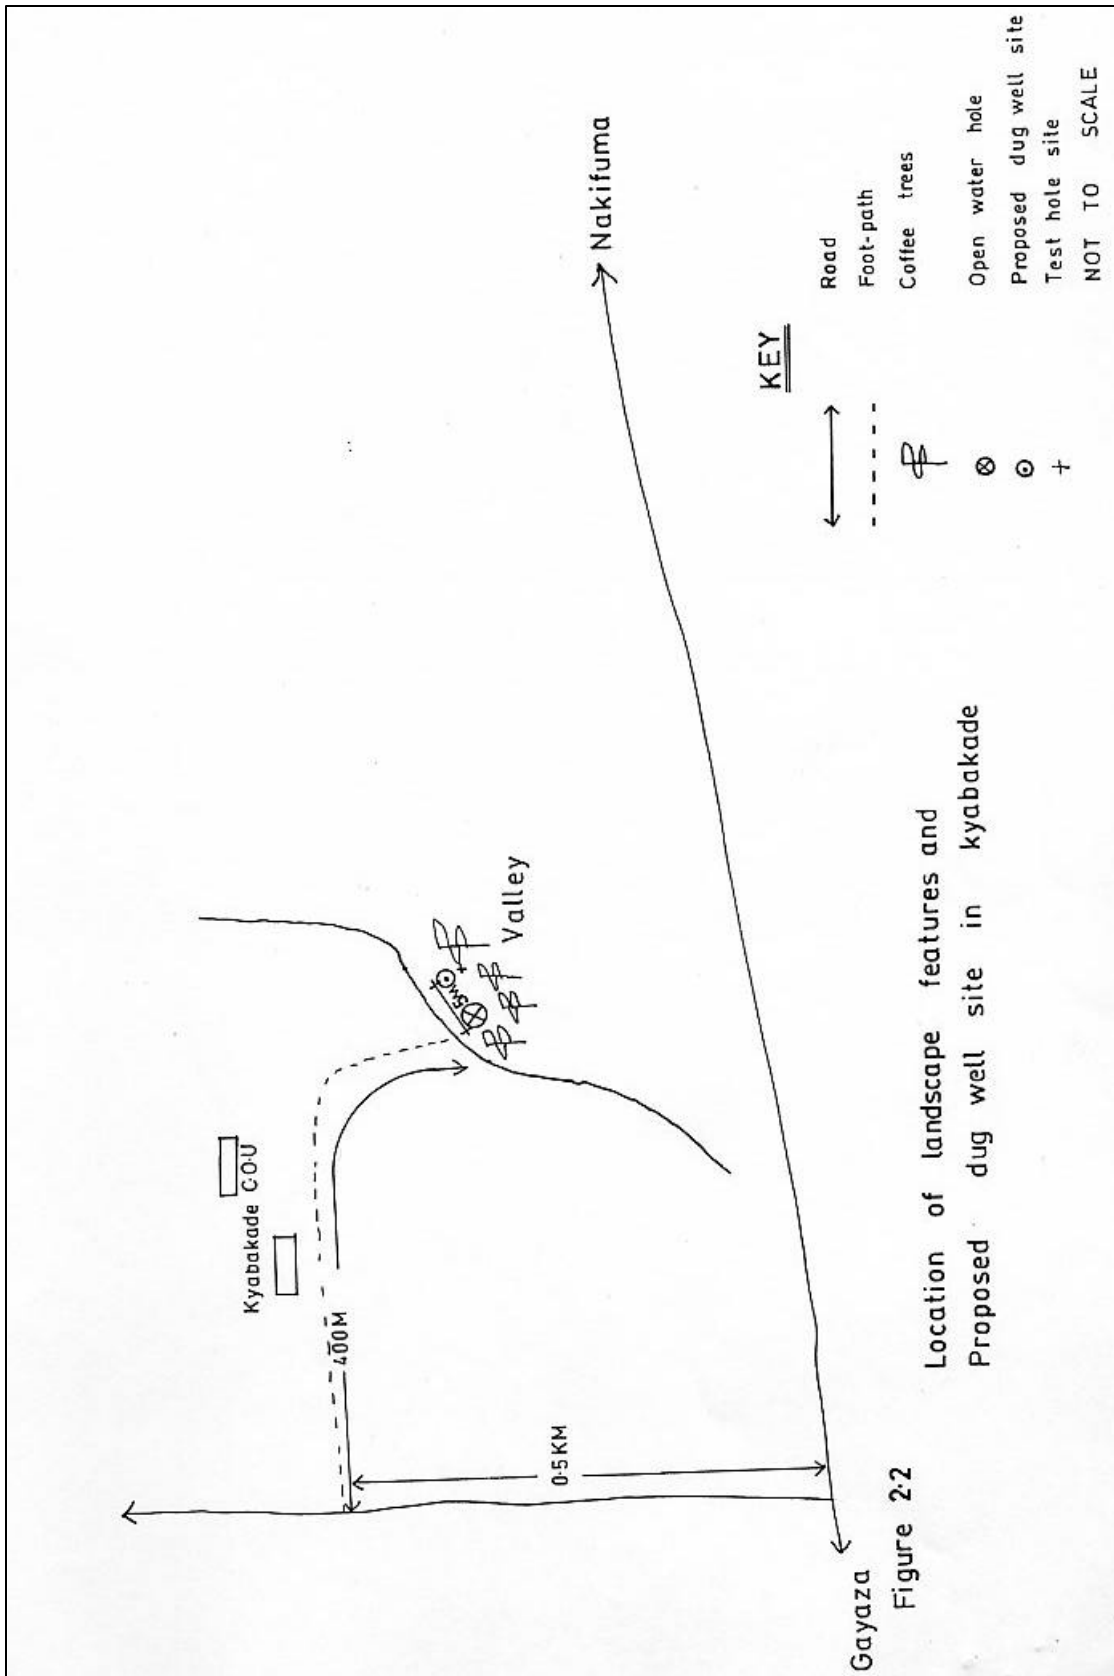 Kyabakade C·O·U
400M
0·5KM
5M
Valley
Nakifuma
Gayaza
KEY
Road
Foot-path
Coffee trees
Open water hole
Proposed dug well site
Test hole site
NOT TO SCALE
Location of landscape features and
Proposed dug well site in kyabakade
Figure 2·2